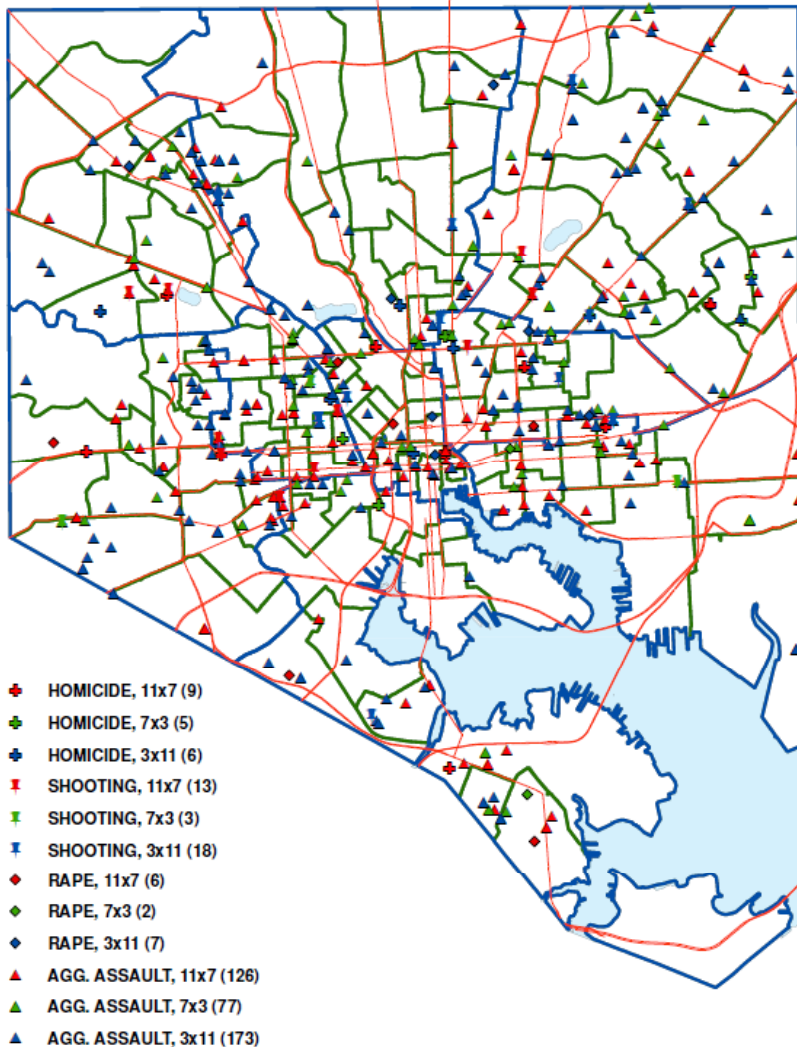 HOMICIDE, 11x7 (9)
HOMICIDE, 7x3 (5)
HOMICIDE, 3x11 (6)
SHOOTING, 11x7 (13)
SHOOTING, 7x3 (3)
SHOOTING, 3x11 (18)
RAPE, 11x7 (6)
RAPE, 7x3 (2)
RAPE, 3x11 (7)
AGG. ASSAULT, 11x7 (126)
AGG. ASSAULT, 7x3 (77)
AGG. ASSAULT, 3x11 (173)